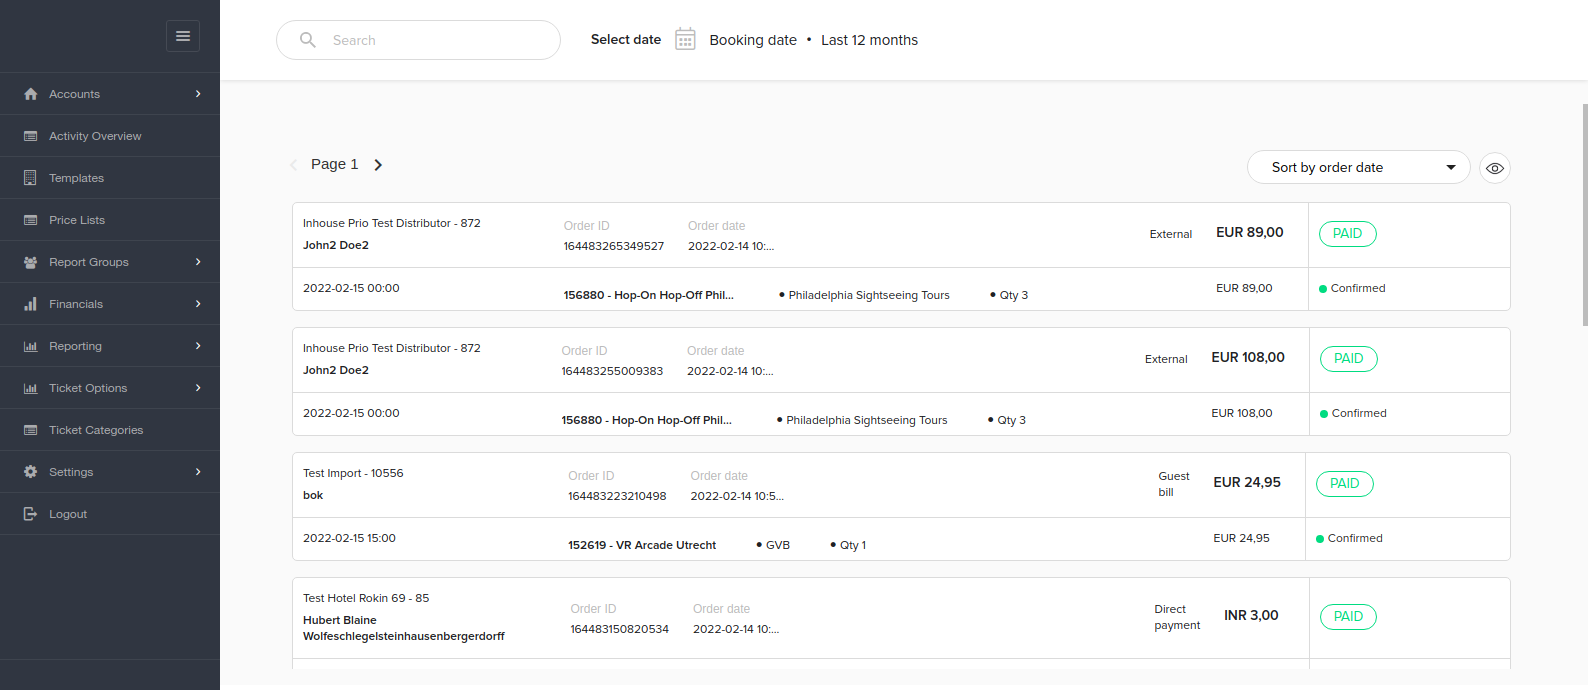 Search
Select date
Booking date • Last 12 months
Accounts
Activity Overview
Templates
Price Lists
Report Groups
Financials
Reporting
Ticket Options
Ticket Categories
Settings
Logout
Page 1
Sort by order date
Inhouse Prio Test Distributor - 872
John2 Doe2
Order ID
164483265349527
Order date
2022-02-14 10:...
External
EUR 89,00
PAID
2022-02-15 00:00
156880 - Hop-On Hop-Off Phil...
• Philadelphia Sightseeing Tours
• Qty 3
EUR 89,00
Confirmed
Inhouse Prio Test Distributor - 872
John2 Doe2
Order ID
164483255009383
Order date
2022-02-14 10:...
External
EUR 108,00
PAID
2022-02-15 00:00
156880 - Hop-On Hop-Off Phil...
• Philadelphia Sightseeing Tours
• Qty 3
EUR 108,00
Confirmed
Test Import - 10556
bok
Order ID
164483223210498
Order date
2022-02-14 10:5...
Guest
bill
EUR 24,95
PAID
2022-02-15 15:00
152619 - VR Arcade Utrecht
• GVB
• Qty 1
EUR 24,95
Confirmed
Test Hotel Rokin 69 - 85
Hubert Blaine
Wolfeschlegelsteinhausenbergerdorff
Order ID
164483150820534
Order date
2022-02-14 10:...
Direct
payment
INR 3,00
PAID